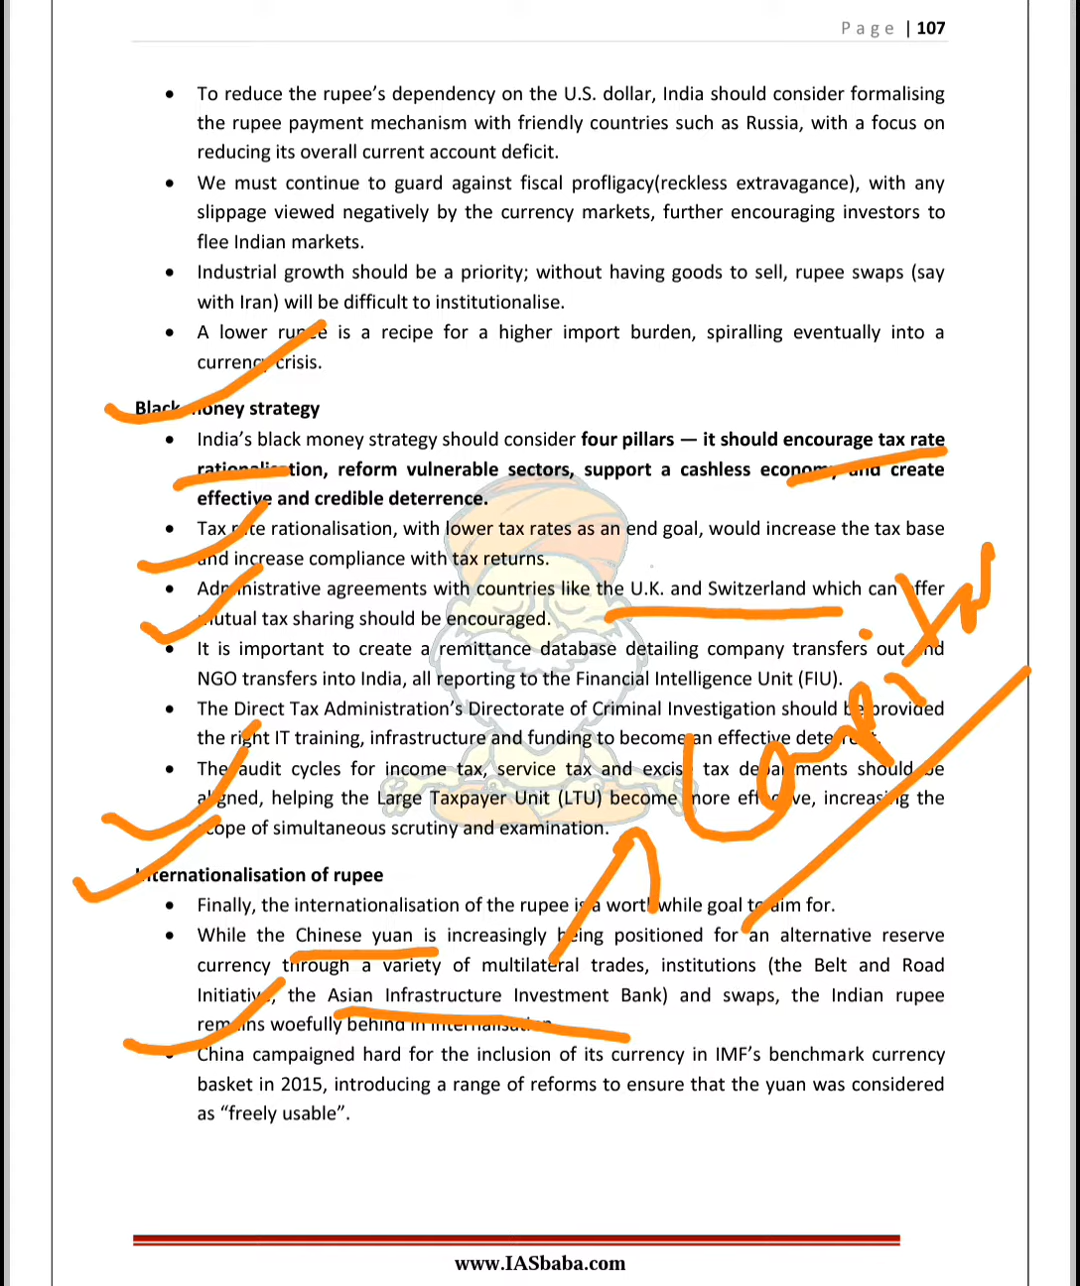 Page | 107
• To reduce the rupee’s dependency on the U.S. dollar, India should consider formalising
the rupee payment mechanism with friendly countries such as Russia, with a focus on
reducing its overall current account deficit.
• We must continue to guard against fiscal profligacy(reckless extravagance), with any
slippage viewed negatively by the currency markets, further encouraging investors to
flee Indian markets.
• Industrial growth should be a priority; without having goods to sell, rupee swaps (say
with Iran) will be difficult to institutionalise.
• A lower rupee is a recipe for a higher import burden, spiralling eventually into a
currency crisis.
Black money strategy
• India’s black money strategy should consider four pillars — it should encourage tax rate
rationalisation, reform vulnerable sectors, support a cashless economy, and create
effective and credible deterrence.
• Tax rate rationalisation, with lower tax rates as an end goal, would increase the tax base
and increase compliance with tax returns.
• Administrative agreements with countries like the U.K. and Switzerland which can offer
mutual tax sharing should be encouraged.
• It is important to create a remittance database detailing company transfers out and
NGO transfers into India, all reporting to the Financial Intelligence Unit (FIU).
• The Direct Tax Administration’s Directorate of Criminal Investigation should be provided
the right IT training, infrastructure and funding to become an effective deterrent.
• The audit cycles for income tax, service tax and excise tax departments should be
aligned, helping the Large Taxpayer Unit (LTU) become more effective, increasing the
scope of simultaneous scrutiny and examination.
Capital
Internationalisation of rupee
• Finally, the internationalisation of the rupee is a worthwhile goal to aim for.
• While the Chinese yuan is increasingly being positioned for an alternative reserve
currency through a variety of multilateral trades, institutions (the Belt and Road
Initiative, the Asian Infrastructure Investment Bank) and swaps, the Indian rupee
remains woefully behind in internalisation.
• China campaigned hard for the inclusion of its currency in IMF’s benchmark currency
basket in 2015, introducing a range of reforms to ensure that the yuan was considered
as “freely usable”.
www.IASbaba.com